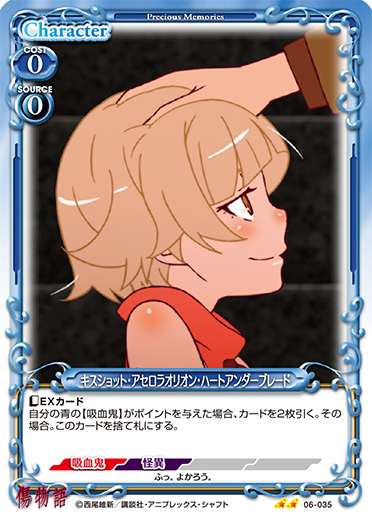 Precious Memories
Character
COST
0
SOURCE
0
キスショット・アセロラオリオン・ハートアンダーブレード
EXカード
自分の青の【吸血鬼】がポイントを与えた場合、カードを2枚引く。その
場合。このカードを捨て札にする。
吸血鬼 怪異
ふっ。よかろう。
傷物語
©西尾維新／講談社・アニプレックス・シャフト
06-035